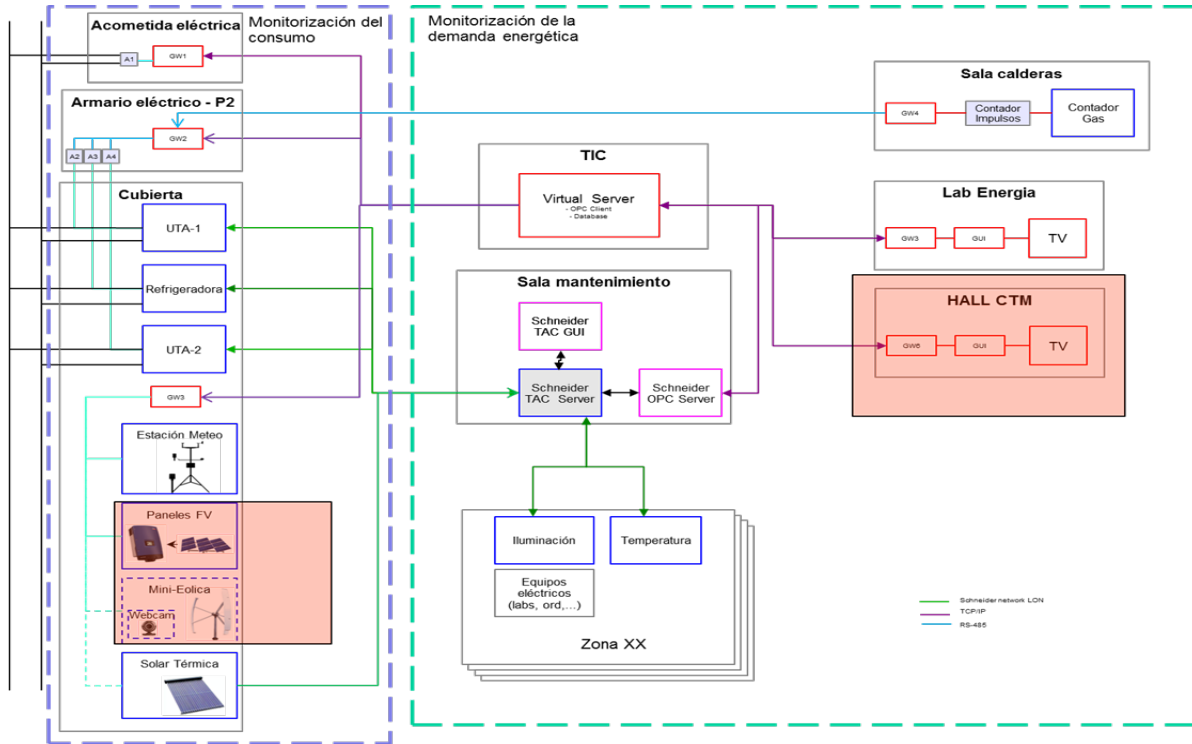 Acometida eléctrica
A1
GW1
Monitorización del
consumo
Armario eléctrico - P2
GW2
A2
A3
A4
Cubierta
UTA-1
Refrigeradora
UTA-2
GW3
Estación Meteo
Paneles FV
Mini-Eolica
Webcam
Solar Térmica
Monitorización de la
demanda energética
TIC
Virtual Server
- OPC Client
- Database
Sala mantenimiento
Schneider
TAC GUI
Schneider
TAC Server
Schneider
OPC Server
Iluminación
Temperatura
Equipos
eléctricos
(labs, ord,...)
Zona XX
Sala calderas
GW4
Contador
Impulsos
Contador
Gas
Lab Energia
GW3
GUI
TV
HALL CTM
GW6
GUI
TV
Schneider network LON
TCP/IP
RS-485